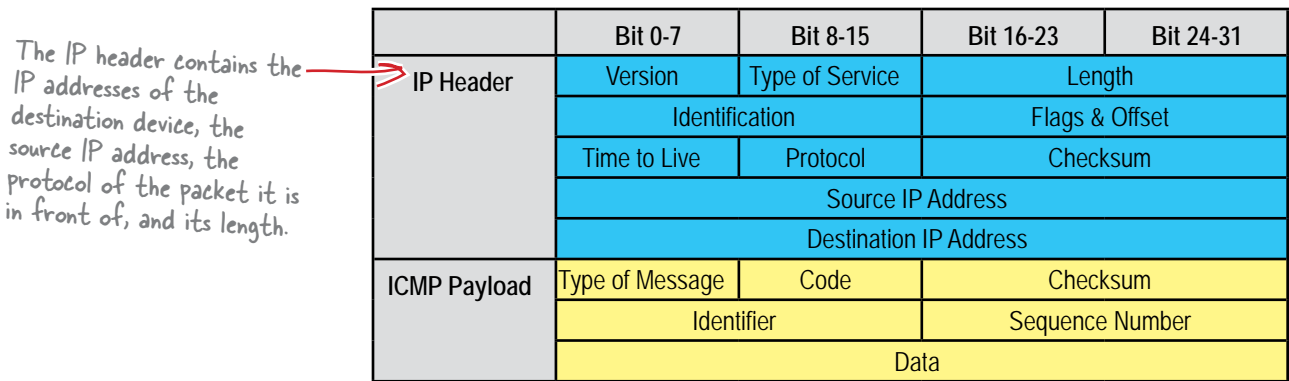 The IP header contains the
IP addresses of the
destination device, the
source IP address, the
protocol of the packet it is
in front of, and its length.
Bit 0-7 Bit 8-15 Bit 16-23 Bit 24-31
IP Header Version Type of Service Length
Identification Flags & Offset
Time to Live Protocol Checksum
Source IP Address
Destination IP Address
ICMP Payload Type of Message Code Checksum
Identifier Sequence Number
Data